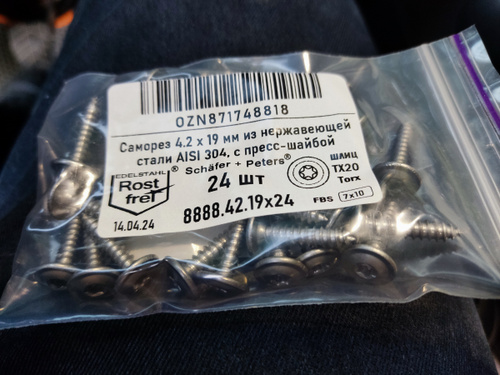 OZN871748818
Саморез 4.2 x 19 мм из нержавеющей
стали AISI 304, с пресс-шайбой
Schäfer + Peters®
EDELSTAHL
Rost
frei®
24 шт
шлиц
TX20
Torx
14.04.24
8888.42.19x24
FBS 7x10